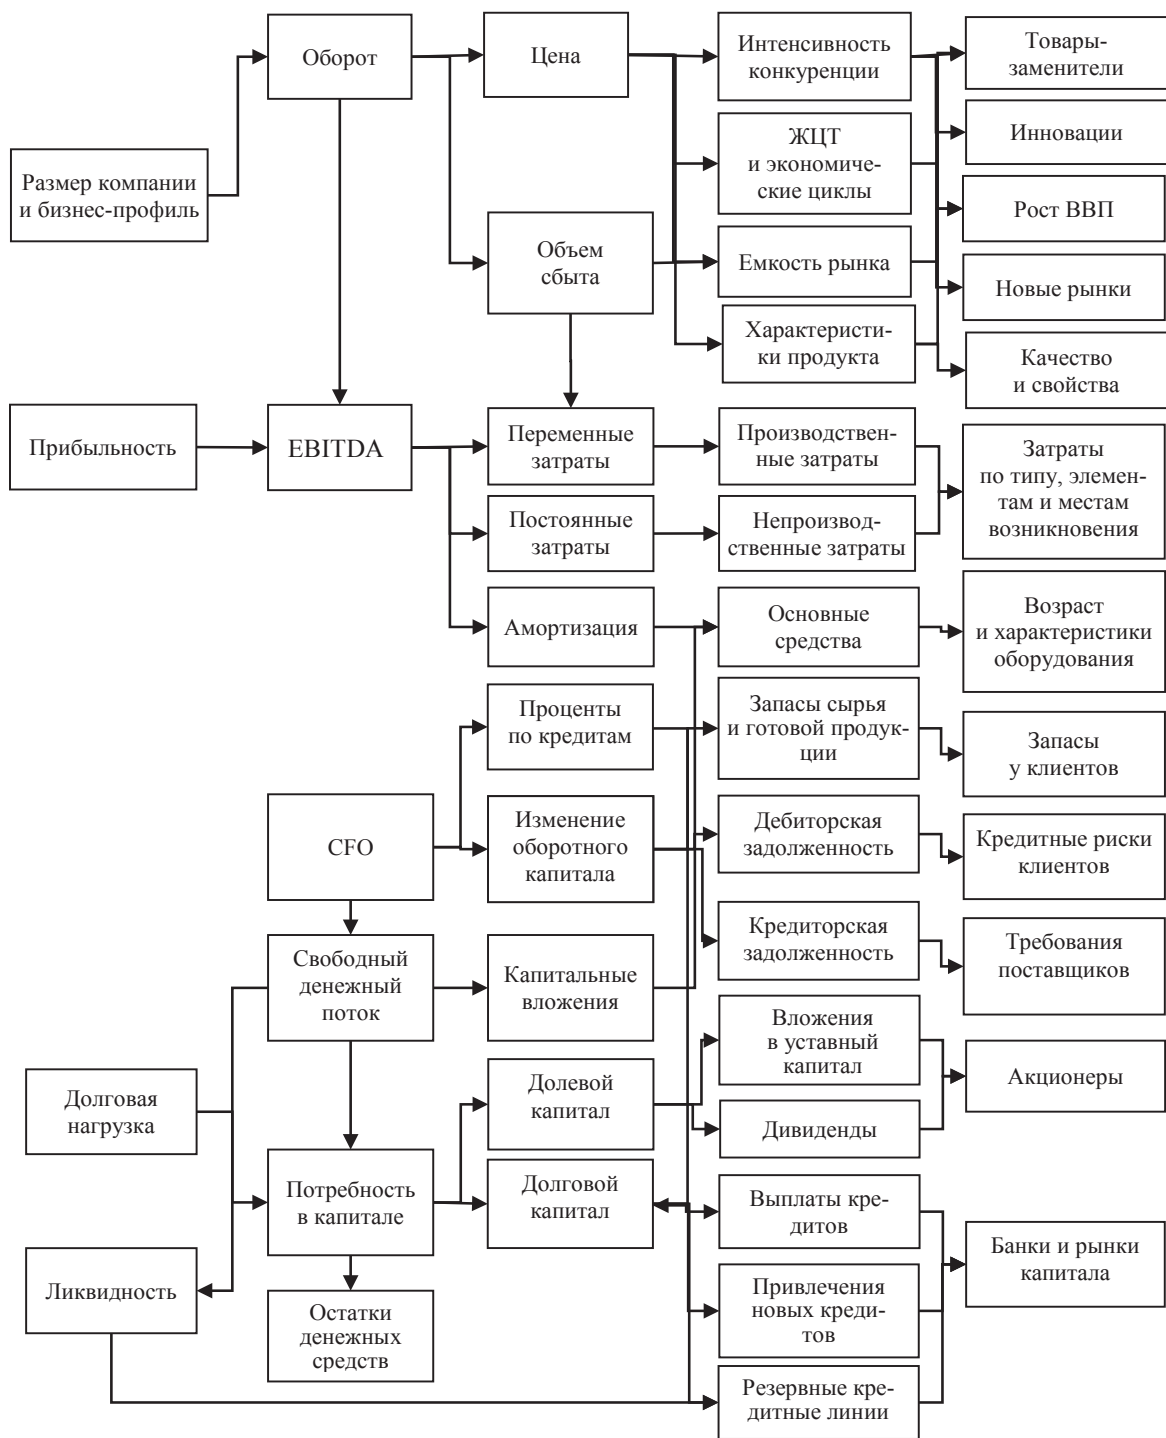 Оборот
Цена
Интенсивность
конкуренции
Товары-
заменители
Инновации
ЖЦТ
и экономиче-
ские циклы
Размер компании
и бизнес-профиль
Рост ВВП
Объем
сбыта
Емкость рынка
Новые рынки
Характеристи-
ки продукта
Качество
и свойства
Прибыльность
EBITDA
Переменные
затраты
Производствен-
ные затраты
Затраты
по типу, элемен-
там и местам
возникновения
Постоянные
затраты
Непроизвод-
ственные затраты
Амортизация
Основные
средства
Возраст
и характеристики
оборудования
Проценты
по кредитам
Запасы сырья
и готовой продук-
ции
Запасы
у клиентов
CFO
Изменение
оборотного
капитала
Дебиторская
задолженность
Кредитные риски
клиентов
Свободный
денежный
поток
Капитальные
вложения
Кредиторская
задолженность
Требования
поставщиков
Вложения
в уставный
капитал
Долговая
нагрузка
Долевой
капитал
Дивиденды
Акционеры
Потребность
в капитале
Долговой
капитал
Выплаты кре-
дитов
Банки и рынки
капитала
Ликвидность
Остатки
денежных
средств
Привлечения
новых креди-
тов
Резервные кре-
дитные линии